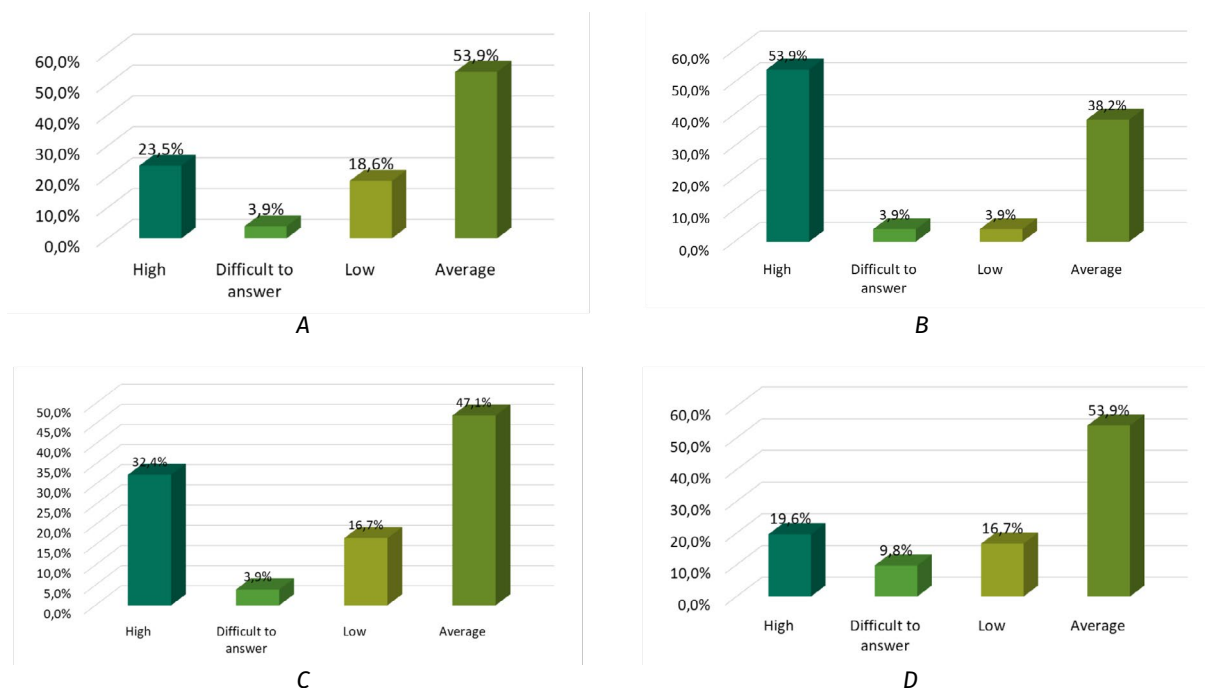 60,0%
50,0%
40,0%
30,0%
20,0%
10,0%
0,0%
23,5%
3,9%
18,6%
53,9%
High
Difficult to
answer
Low
Average
A
60,0%
50,0%
40,0%
30,0%
20,0%
10,0%
0,0%
53,9%
3,9%
3,9%
38,2%
High
Difficult to
answer
Low
Average
B
50,0%
45,0%
40,0%
35,0%
30,0%
25,0%
20,0%
15,0%
10,0%
5,0%
0,0%
32,4%
3,9%
16,7%
47,1%
High
Difficult to
answer
Low
Average
C
60,0%
50,0%
40,0%
30,0%
20,0%
10,0%
0,0%
19,6%
9,8%
16,7%
53,9%
High
Difficult to
answer
Low
Average
D